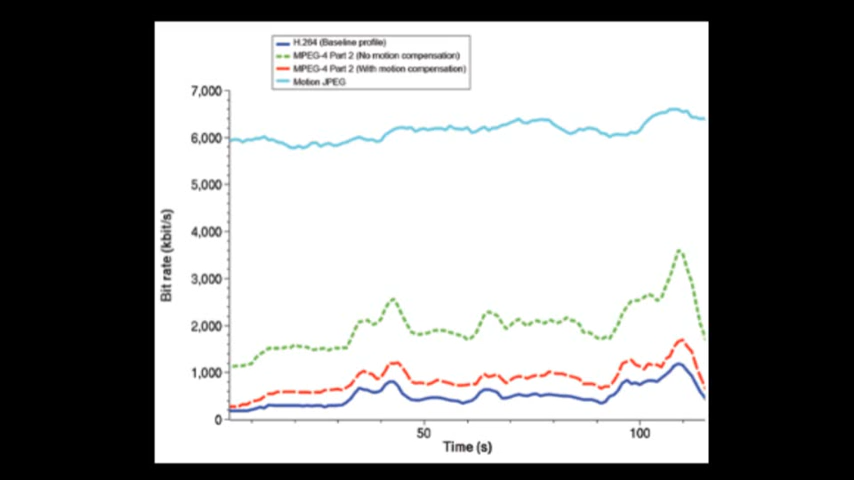 H.264 (Baseline profile)
MPEG-4 Part 2 (No motion compensation)
MPEG-4 Part 2 (With motion compensation)
Motion JPEG
7,000
6,000
5,000
4,000
3,000
2,000
1,000
0
50
100
Bit rate (kbit/s)
Time (s)